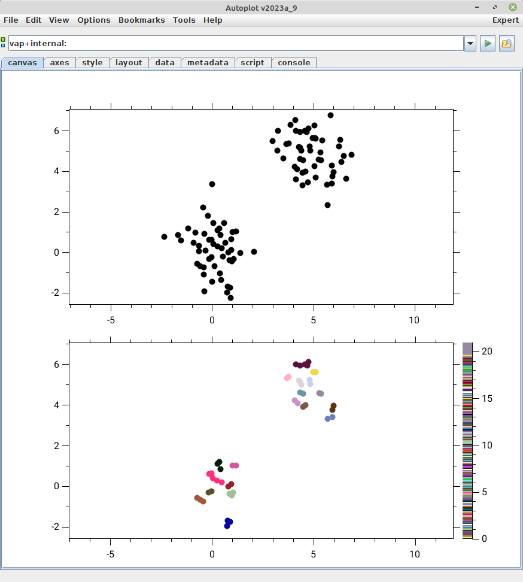 Autoplot v2023a_9
File Edit View Options Bookmarks Tools Help Expert
vap+internal:
canvas axes style layout data metadata script console
6
4
2
0
-2
-5 0 5 10
6
4
2
0
-2
20
15
10
5
0
-5 0 5 10